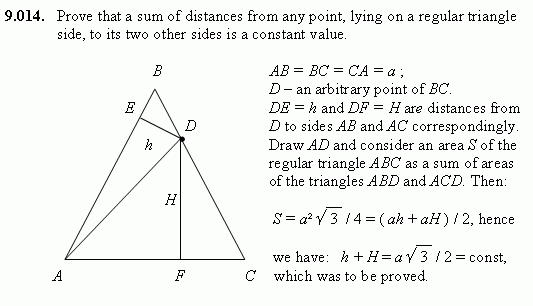 9.014. Prove that a sum of distances from any point, lying on a regular triangle
side, to its two other sides is a constant value.
B
AB = BC = CA = a ;
D – an arbitrary point of BC.
E
DE = h and DF = H are distances from
D
D to sides AB and AC correspondingly.
h
Draw AD and consider an area S of the
regular triangle ABC as a sum of areas
of the triangles ABD and ACD. Then:
H
S = a² √3 / 4 = ( ah + aH ) / 2, hence
we have: h + H = a √3 / 2 = const,
A F C
which was to be proved.